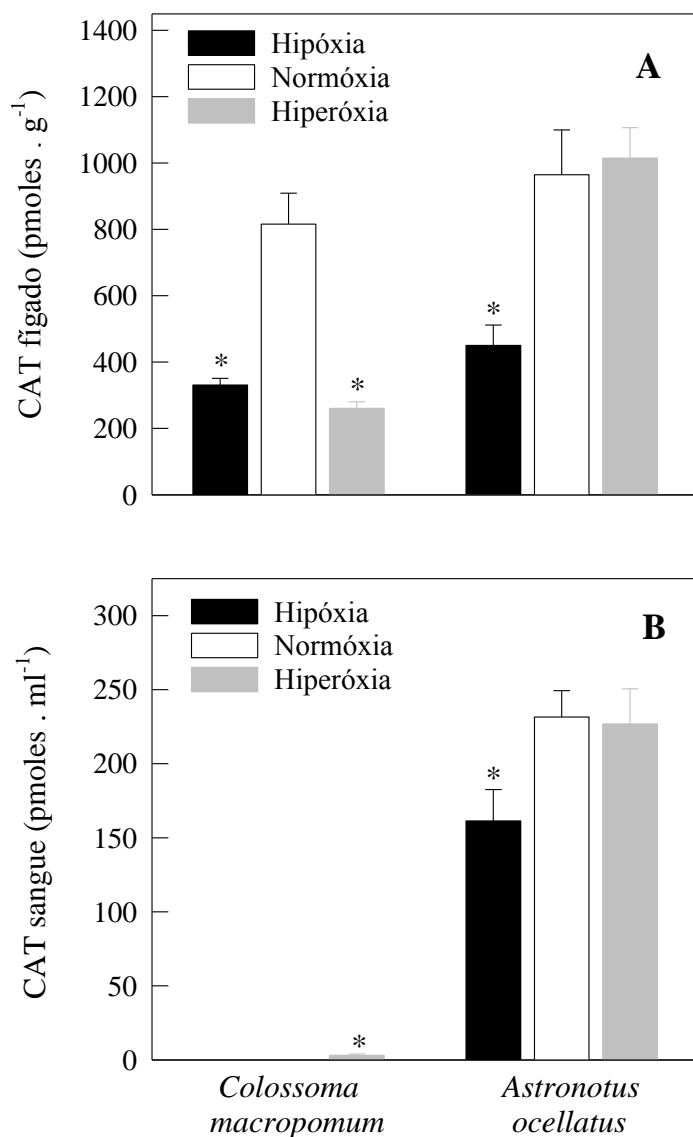 1400
1200
1000
800
600
400
200
0
CAT fígado (pmoles . g⁻¹)
Hipóxia
Normóxia
Hiperóxia
A
*
*
*
300
250
200
150
100
50
0
CAT sangue (pmoles . ml⁻¹)
Hipóxia
Normóxia
Hiperóxia
B
*
*
Colossoma
macropomum
Astronotus
ocellatus